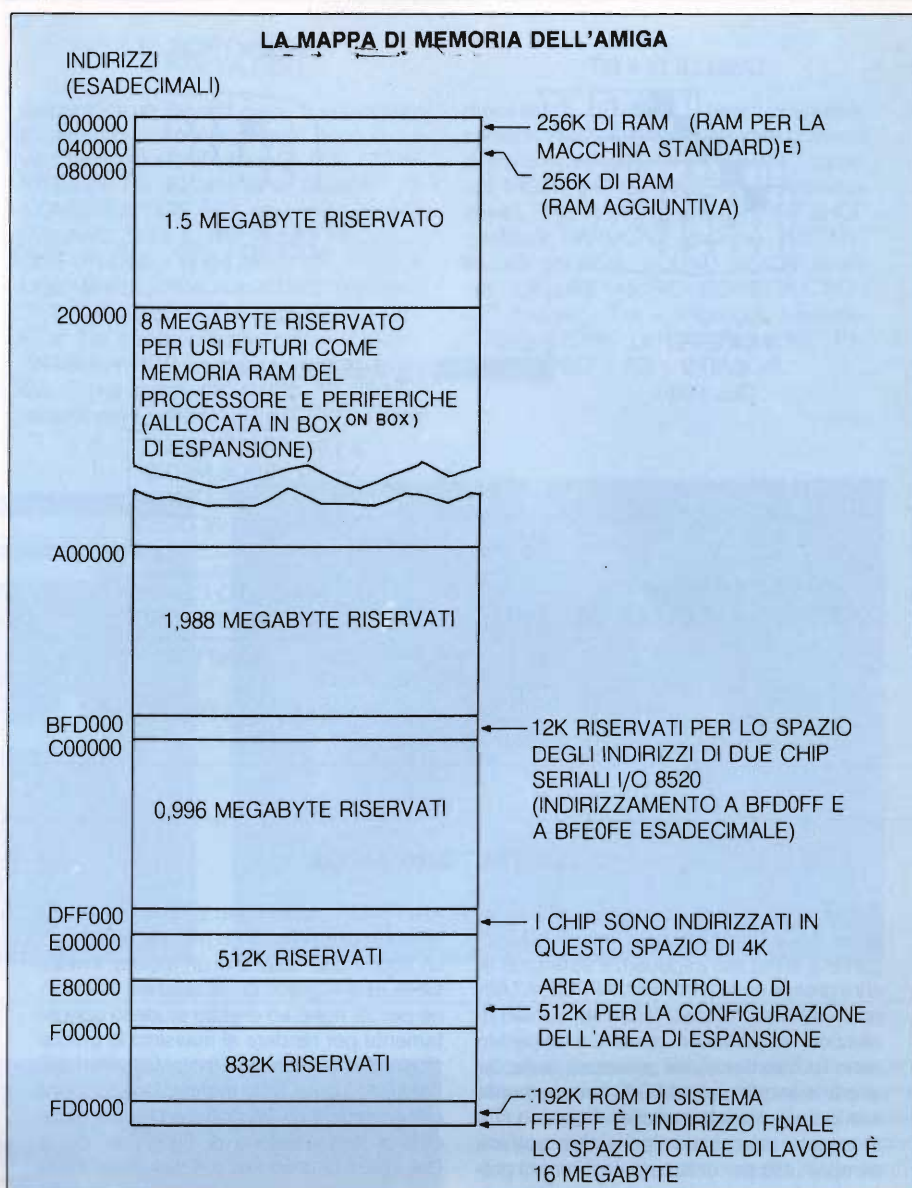 LA MAPPA DI MEMORIA DELL'AMIGA
INDIRIZZI
(ESADECIMALI)
000000
256K DI RAM (RAM PER LA
MACCHINA STANDARD)E)
040000
080000
256K DI RAM
(RAM AGGIUNTIVA)
1.5 MEGABYTE RISERVATO
200000
8 MEGABYTE RISERVATO
PER USI FUTURI COME
MEMORIA RAM DEL
PROCESSORE E PERIFERICHE
(ALLOCATA IN BOX ON BOX)
DI ESPANSIONE)
A00000
1,988 MEGABYTE RISERVATI
BFD000
12K RISERVATI PER LO SPAZIO
DEGLI INDIRIZZI DI DUE CHIP
SERIALI I/O 8520
(INDIRIZZAMENTO A BFD0FF E
A BFE0FE ESADECIMALE)
C00000
0,996 MEGABYTE RISERVATI
DFF000
I CHIP SONO INDIRIZZATI IN
QUESTO SPAZIO DI 4K
E00000
512K RISERVATI
E80000
AREA DI CONTROLLO DI
512K PER LA CONFIGURAZIONE
DELL'AREA DI ESPANSIONE
F00000
832K RISERVATI
FD0000
192K ROM DI SISTEMA
FFFFFF È L'INDIRIZZO FINALE
LO SPAZIO TOTALE DI LAVORO È
16 MEGABYTE